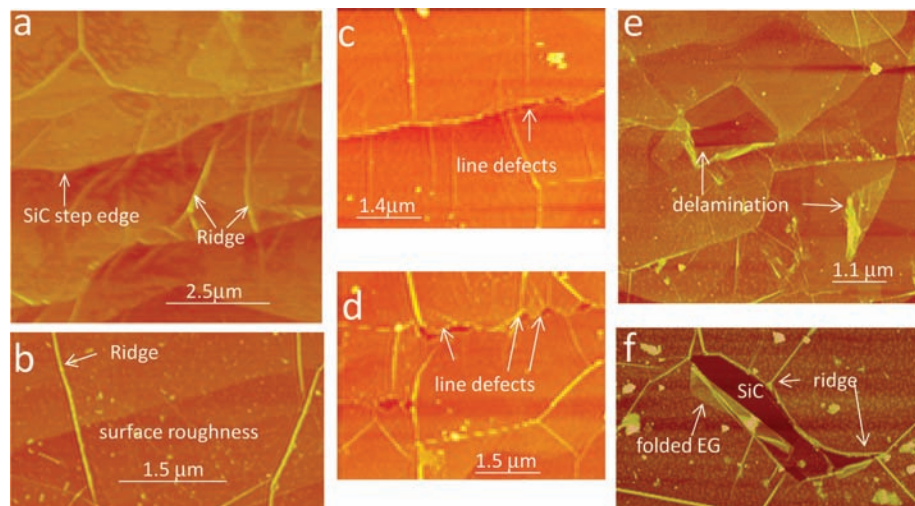 a
SiC step edge
Ridge
2.5μm
b
Ridge
surface roughness
1.5 μm
c
line defects
1.4μm
d
line defects
1.5 μm
e
delamination
1.1 μm
f
SiC
ridge
folded EG